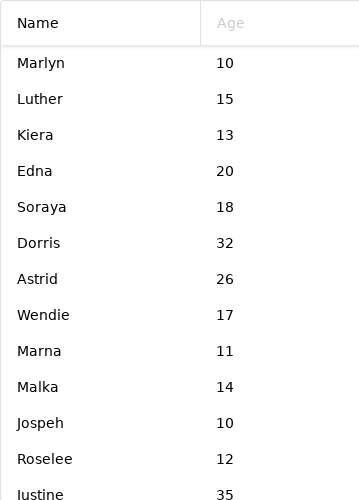 Name Age
Marlyn 10
Luther 15
Kiera 13
Edna 20
Soraya 18
Dorris 32
Astrid 26
Wendie 17
Marna 11
Malka 14
Jospeh 10
Roselee 12
Justine 35